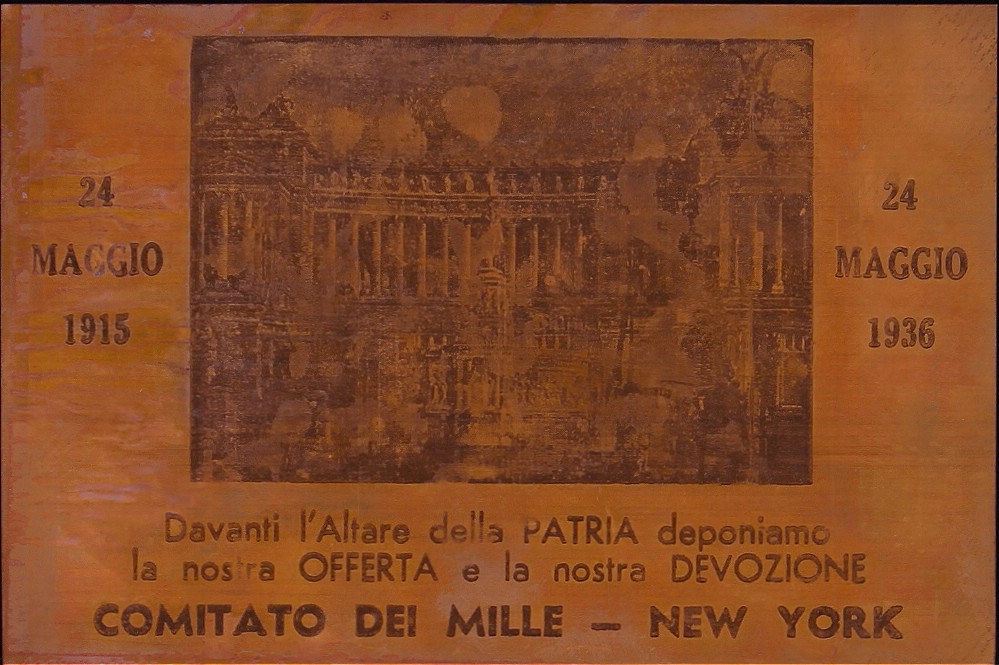 24
MAGGIO
1915
24
MAGGIO
1936
Davanti l'Altare della PATRIA deponiamo
la nostra OFFERTA e la nostra DEVOZIONE
COMITATO DEI MILLE — NEW YORK